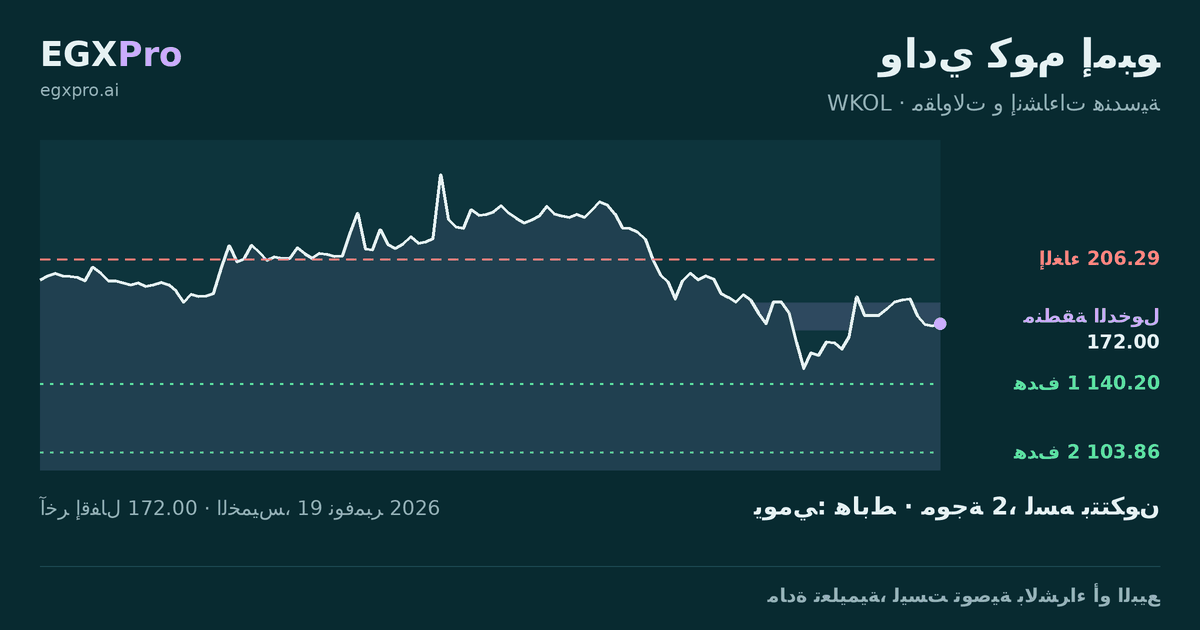 EGXPro
egxpro.ai
وادي كوم إمبو
WKOL · مقاولات و إنشاءات هندسية
إلغاء 206.29
منطقة الدخول
172.00
هدف 1 140.20
هدف 2 103.86
يومي: هابط · موجة 2، لسه بتتكون
آخر إقفال 172.00 · الخميس، 19 نوفمبر 2026
مادة تعليمية، ليست توصية بالشراء أو البيع